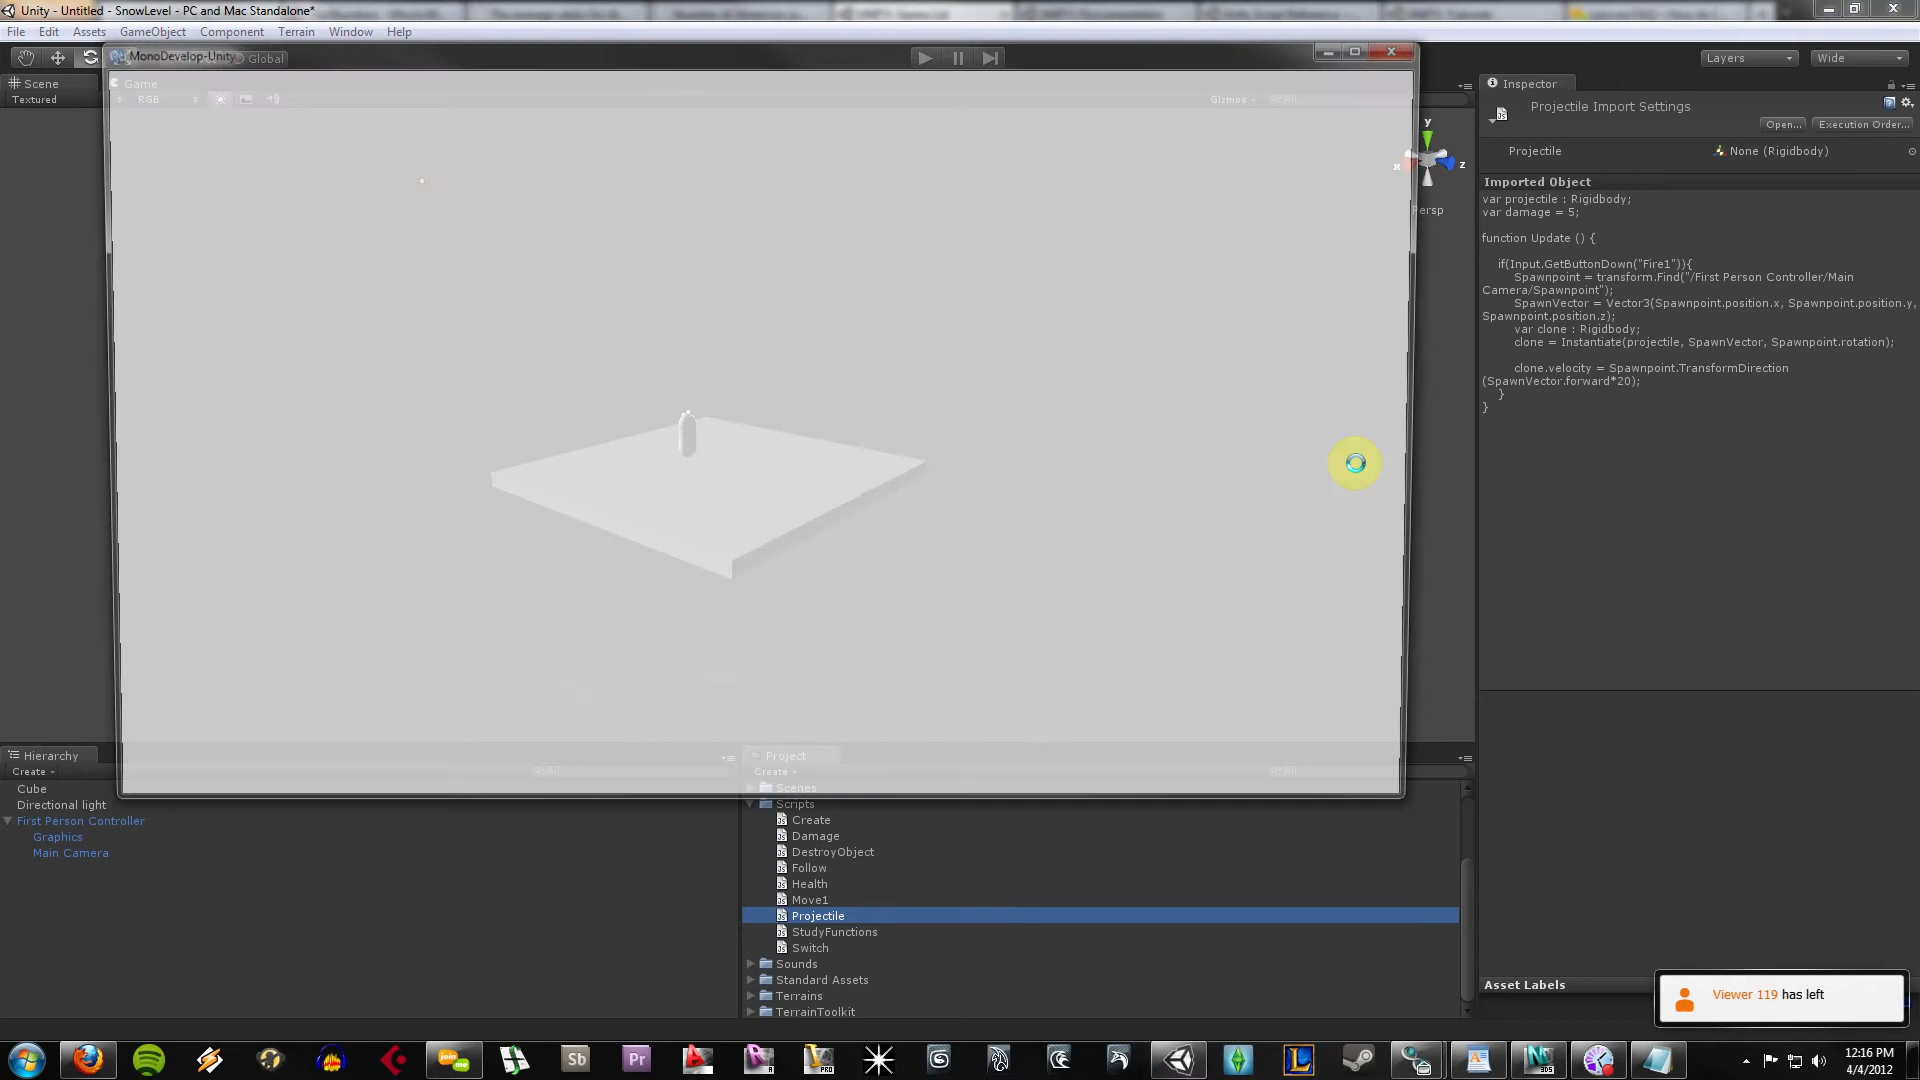 Unity - Untitled - SnowLevel - PC and Mac Standalone*
File Edit Assets GameObject Component Terrain Window Help
MonoDevelop-Unity
Global
Layers
Wide
Scene
Game
Inspector
Textured
RGB
Gizmos
Projectile Import Settings
Open...
Execution Order...
y
x
z
Persp
Projectile
None (Rigidbody)
Imported Object
var projectile : Rigidbody;
var damage = 5;
function Update () {
if(Input.GetButtonDown("Fire1")){
Spawnpoint = transform.Find("/First Person Controller/Main
Camera/Spawnpoint");
SpawnVector = Vector3(Spawnpoint.position.x, Spawnpoint.position.y,
Spawnpoint.position.z);
var clone : Rigidbody;
clone = Instantiate(projectile, SpawnVector, Spawnpoint.rotation);
clone.velocity = Spawnpoint.TransformDirection
(SpawnVector.forward*20);
}
}
Hierarchy
Create
Cube
Directional light
First Person Controller
Graphics
Main Camera
Project
Create
Scenes
Scripts
Create
Damage
DestroyObject
Follow
Health
Move1
Projectile
StudyFunctions
Switch
Sounds
Standard Assets
Terrains
TerrainToolkit
Asset Labels
Viewer 119 has left
join
me
Sb
Pr
PRO
L
12:16 PM
4/4/2012